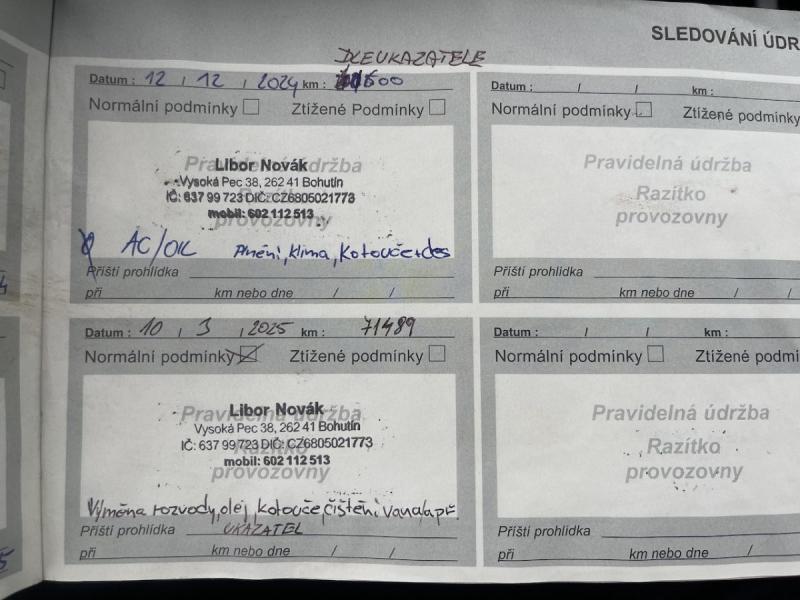 SLEDOVÁNÍ ÚDR
DLEUKAZATELE
Datum : 12 / 12 / 2024 km : 600
Normální podmínky Ztížené Podmínky
Pravidelná údržba
Razítko
provozovny
Libor Novák
Vysoká Pec 38, 262 41 Bohutín
IČ: 637 99 723 DIČ: CZ6805021773
mobil: 602 112 513
AC/OK Plnění, klima, Kotouče+des
Příští prohlídka
při km nebo dne / /
Datum : / / km :
Normální podmínky Ztížené podmín
Pravidelná údržba
Razítko
provozovny
Příští prohlídka
při km nebo dne / /
Datum : 10 / 3 / 2025 km : 71489
Normální podmínky Ztížené podmínky
Pravidelná údržba
Razítko
provozovny
Libor Novák
Vysoká Pec 38, 262 41 Bohutín
IČ: 637 99 723 DIČ: CZ6805021773
mobil: 602 112 513
Výměna rozvody, olej, kotouče, čištění
Příští prohlídka UKAZATEL
při km nebo dne / /
Datum : / / km :
Normální podmínky Ztížené podmí
Pravidelná údržba
Razítko
provozovny
Příští prohlídka
při km nebo dne / /